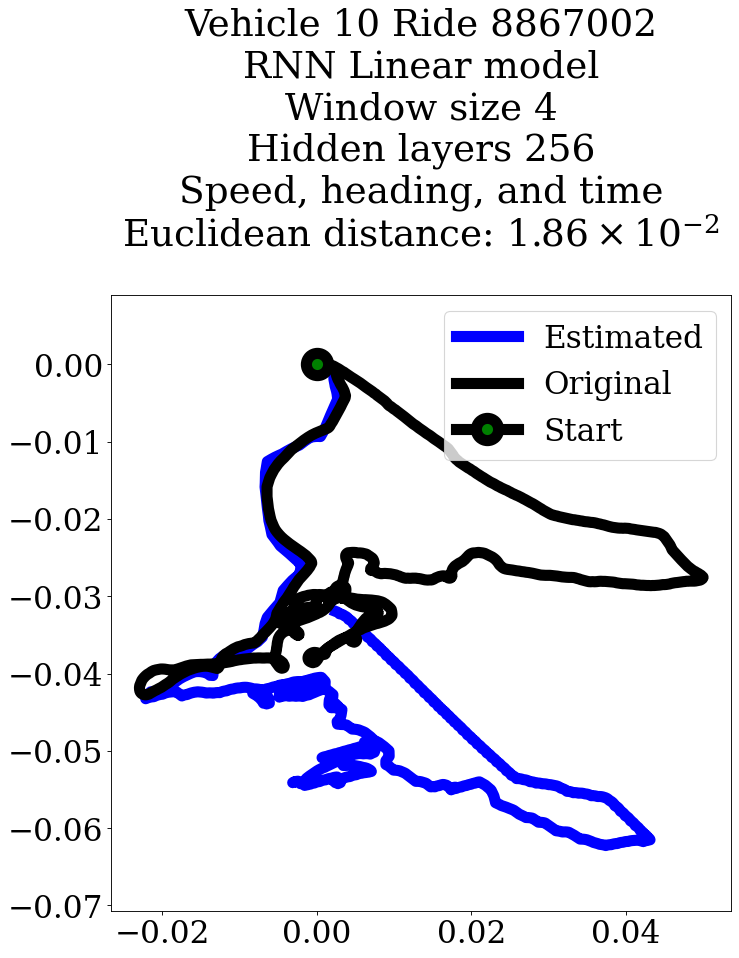 Vehicle 10 Ride 8867002
RNN Linear model
Window size 4
Hidden layers 256
Speed, heading, and time
Euclidean distance: 1.86 × 10⁻²
Estimated
Original
Start
0.00
−0.01
−0.02
−0.03
−0.04
−0.05
−0.06
−0.07
−0.02 0.00 0.02 0.04